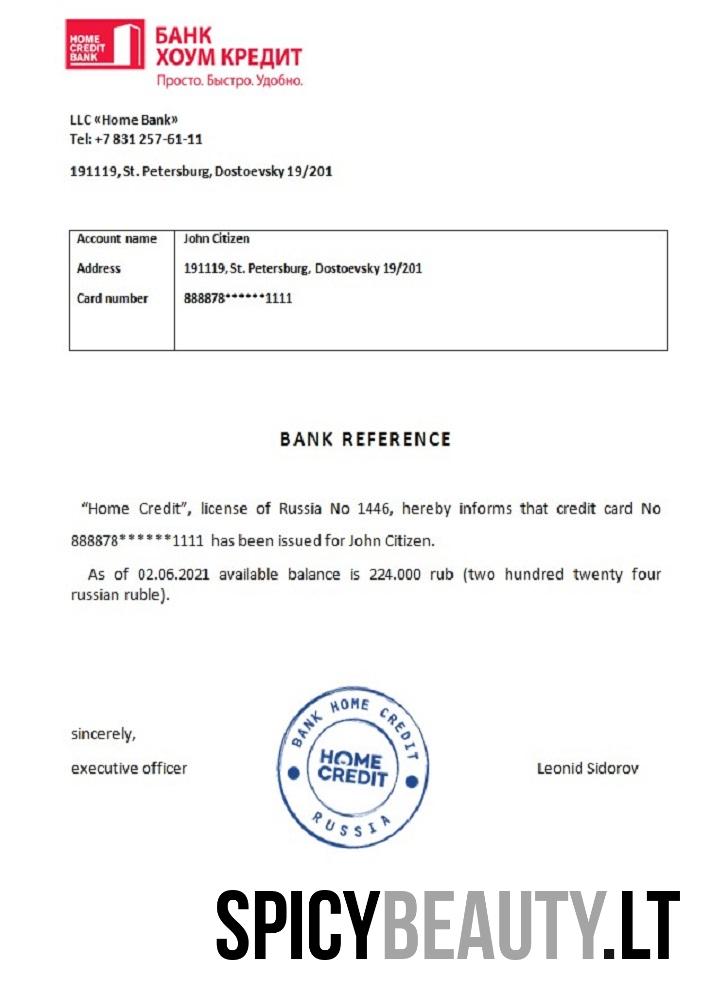 HOME
CREDIT
BANK
БАНК
ХОУМ КРЕДИТ
Просто. Быстро. Удобно.
LLC «Home Bank»
Tel: +7 831 257-61-11
191119, St. Petersburg, Dostoevsky 19/201
Account name John Citizen
Address 191119, St. Petersburg, Dostoevsky 19/201
Card number 888878******1111
BANK REFERENCE
“Home Credit”, license of Russia No 1446, hereby informs that credit card No
888878******1111 has been issued for John Citizen.
As of 02.06.2021 available balance is 224.000 rub (two hundred twenty four
russian ruble).
sincerely,
executive officer
BANK HOME CREDIT
HOME
CREDIT
RUSSIA
Leonid Sidorov
SPICYBEAUTY.LT